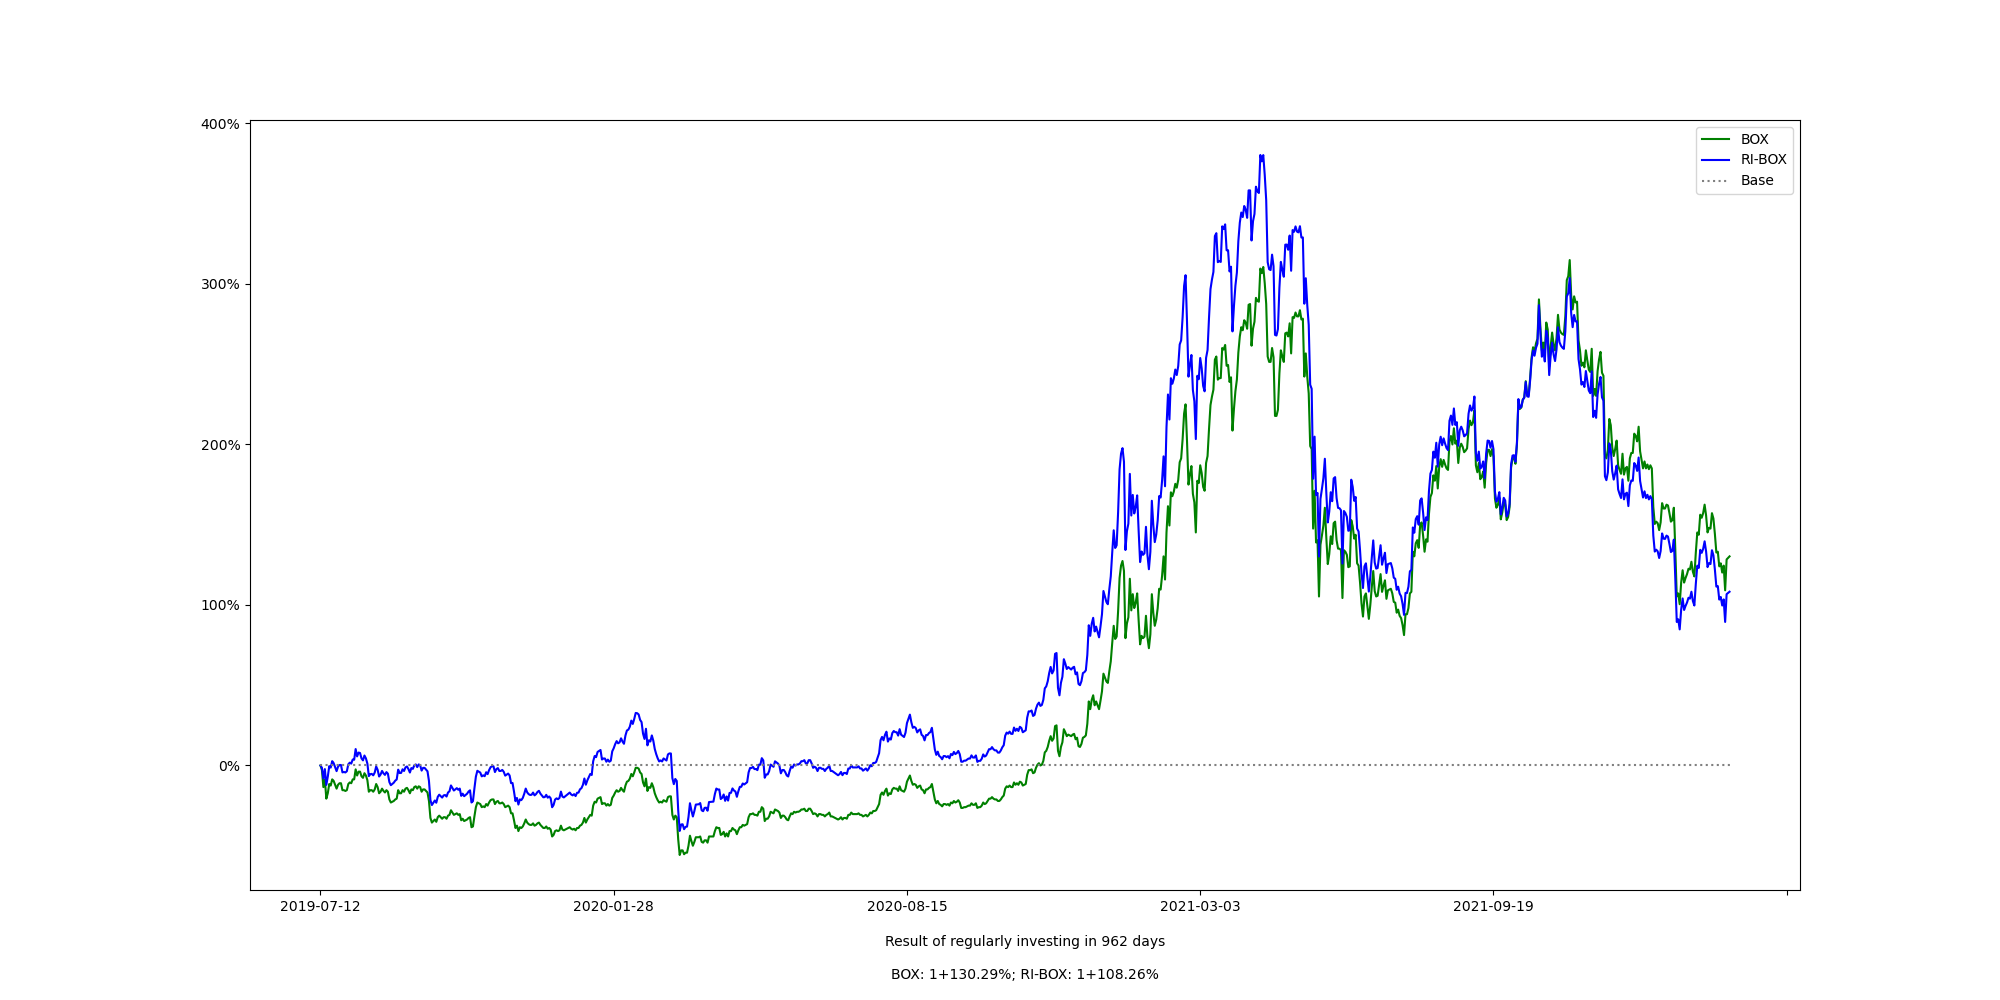 400%
300%
200%
100%
0%
BOX
RI-BOX
Base
2019-07-12 2020-01-28 2020-08-15 2021-03-03 2021-09-19
Result of regularly investing in 962 days
BOX: 1+130.29%; RI-BOX: 1+108.26%